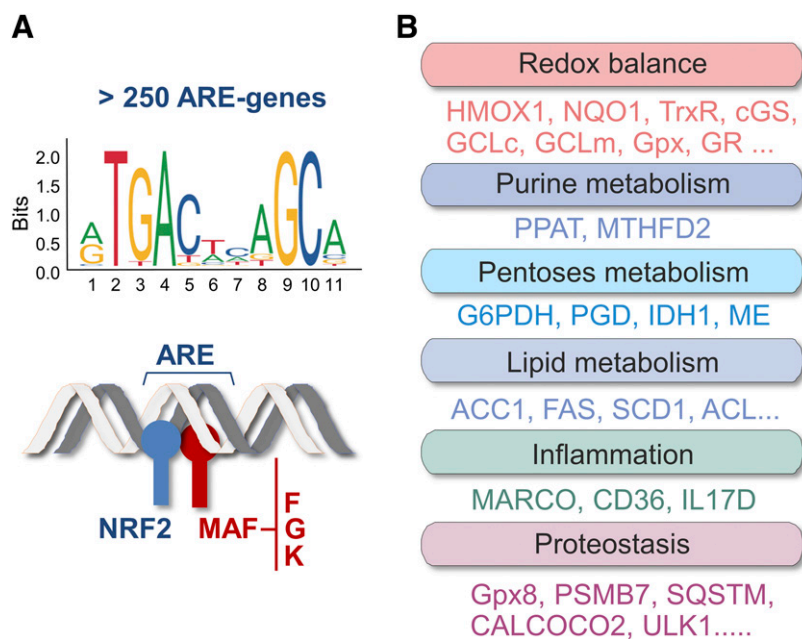 A
> 250 ARE-genes
Bits
2.0
1.5
1.0
0.5
0.0
A
G
T
G
A
C
T
C
A
G
C
A
1 2 3 4 5 6 7 8 9 10 11
ARE
NRF2 MAF
F
G
K
B
Redox balance
HMOX1, NQO1, TrxR, cGS,
GCLc, GCLm, Gpx, GR ...
Purine metabolism
PPAT, MTHFD2
Pentoses metabolism
G6PDH, PGD, IDH1, ME
Lipid metabolism
ACC1, FAS, SCD1, ACL...
Inflammation
MARCO, CD36, IL17D
Proteostasis
Gpx8, PSMB7, SQSTM,
CALCOCO2, ULK1.....